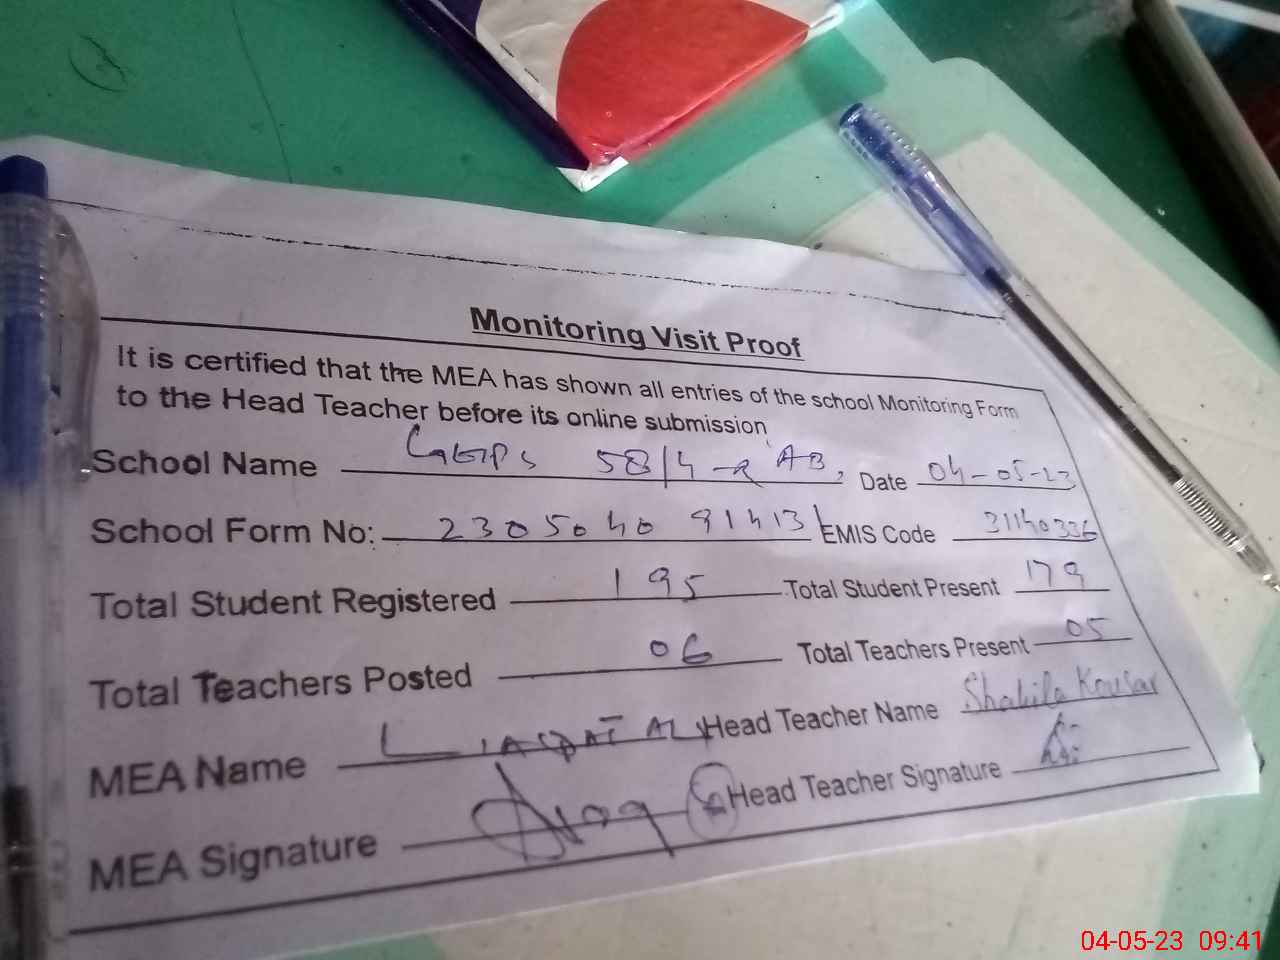 Monitoring Visit Proof
It is certified that the MEA has shown all entries of the school Monitoring Form
to the Head Teacher before its online submission
School Name GGPS 58/4-R AB, Date 04-05-23
School Form No: 2305040 91413 EMIS Code 31140336
Total Student Registered 195 Total Student Present 179
Total Teachers Posted 06 Total Teachers Present 05
MEA Name LIAQAT ALI Head Teacher Name Shakila Kousar
MEA Signature Head Teacher Signature
04-05-23 09:41